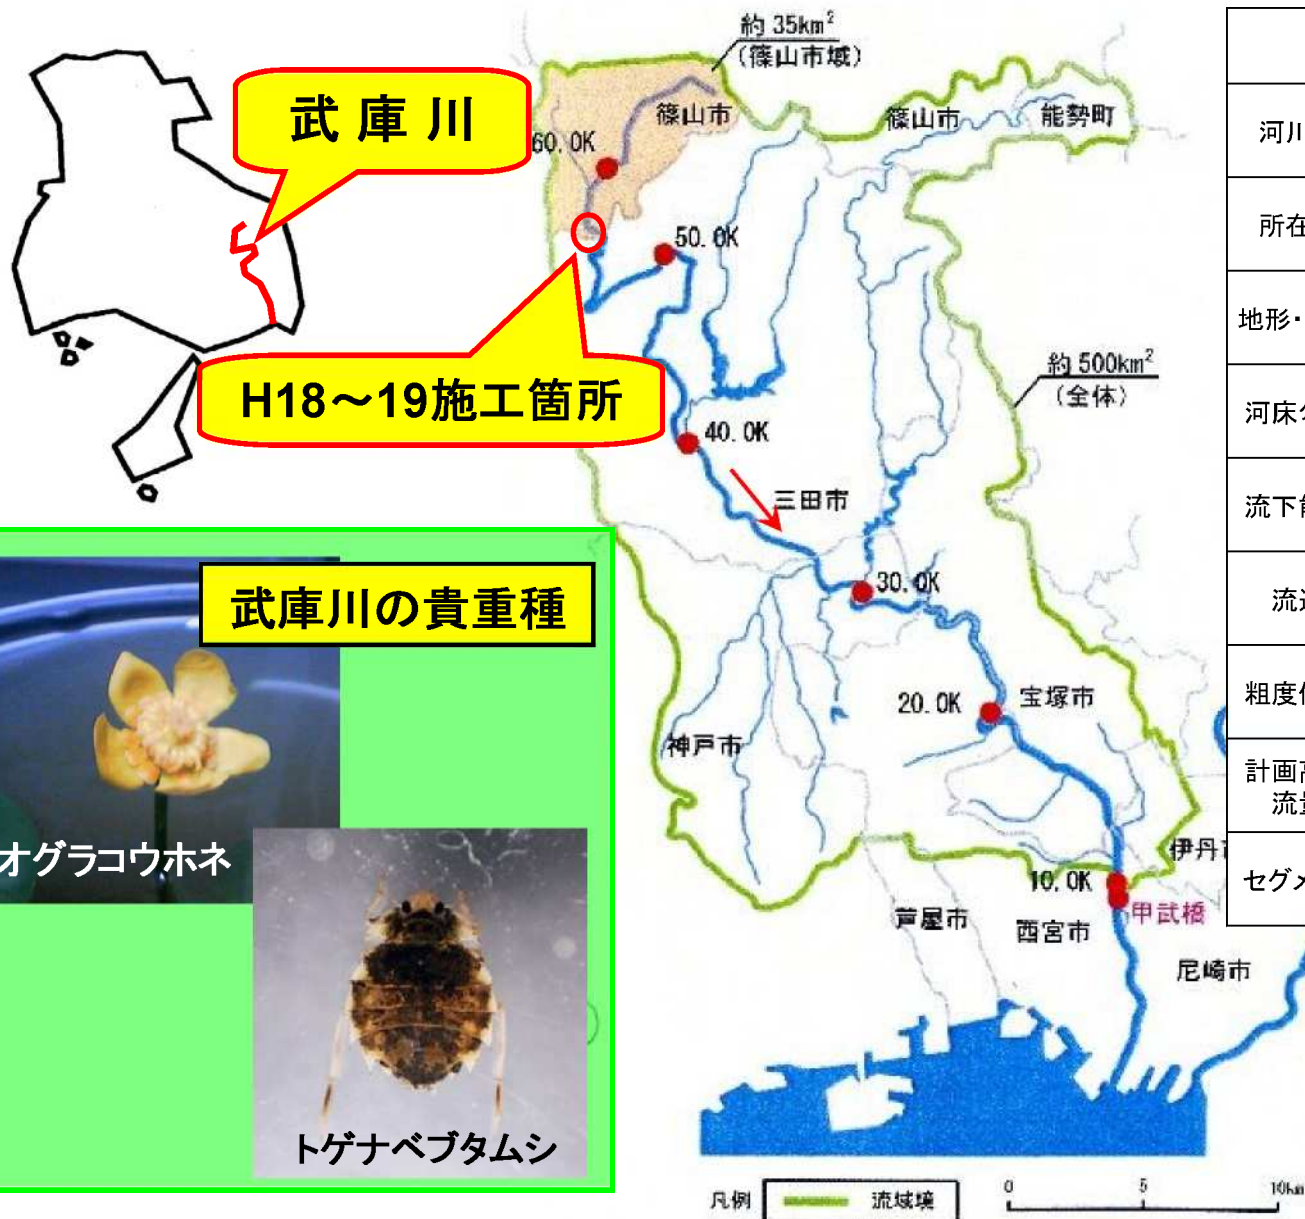 武庫川
H18～19施工箇所
約 35km²
(篠山市域)
篠山市
篠山市
能勢町
60.0K
50.0K
約 500km²
(全体)
40.0K
三田市
30.0K
20.0K
宝塚市
神戸市
伊丹
10.0K
甲武橋
芦屋市
西宮市
尼崎市
凡例
流域境
0
5
10km
武庫川の貴重種
オグラコウホネ
トゲナベブタムシ
河川
所在
地形・
河床
流下
流
粗度
計画
流
セグメ